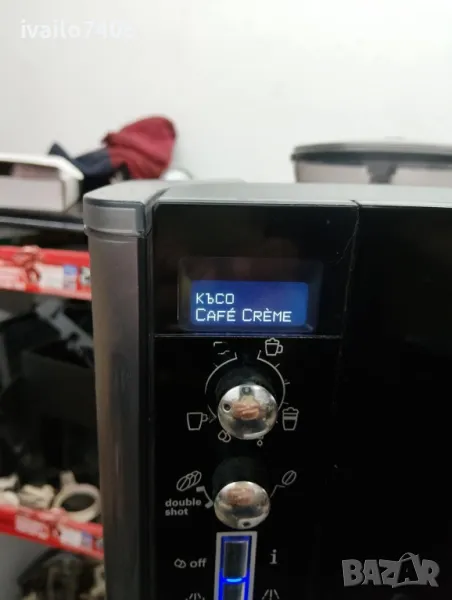 ivailo740
КЪСО
CAFÉ CRÈME
double
shot
off
i
BAZAR